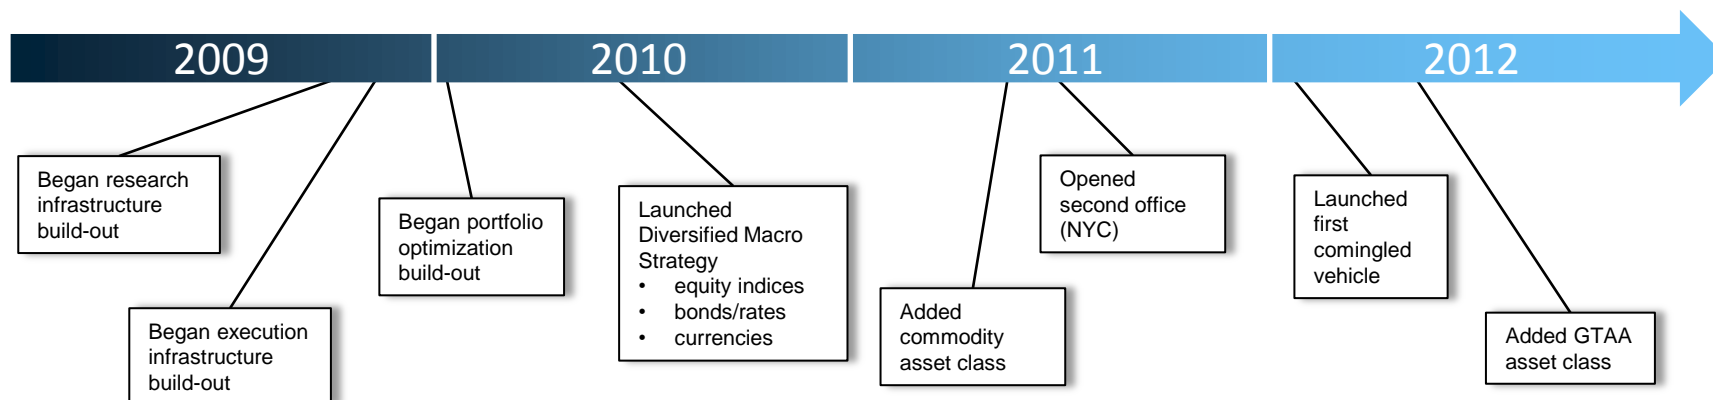 2009
2010
2011
2012
Began research
infrastructure
build-out
Began execution
infrastructure
build-out
Began portfolio
optimization
build-out
Launched
Diversified Macro
Strategy
• equity indices
• bonds/rates
• currencies
Added
commodity
asset class
Opened
second office
(NYC)
Launched
first
comingled
vehicle
Added GTAA
asset class